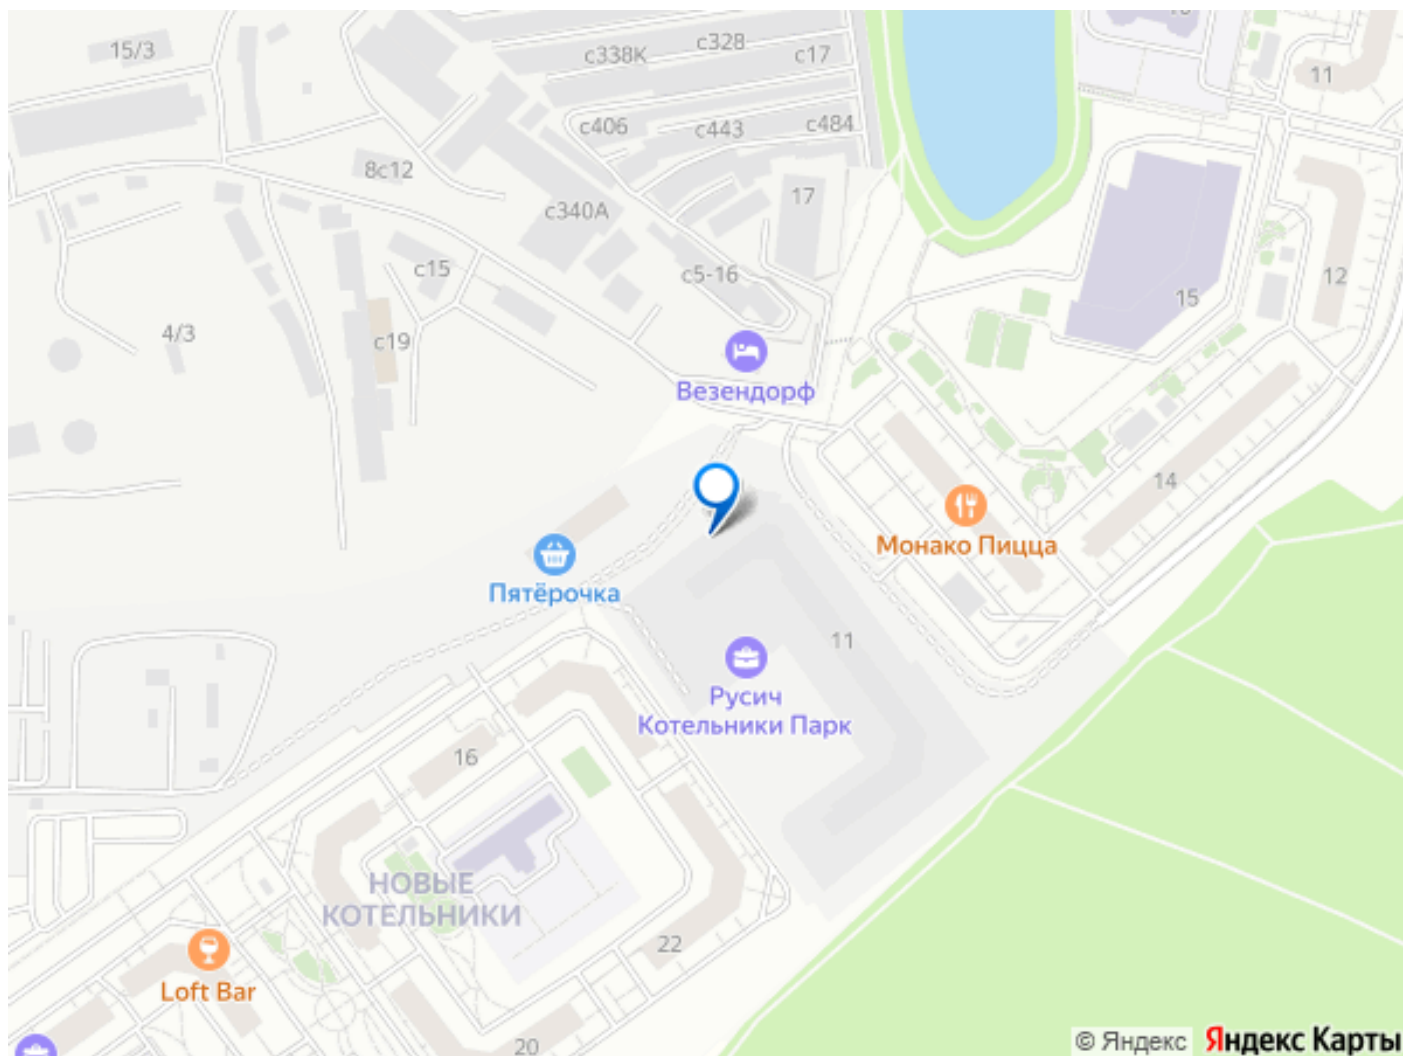 15/3
с338К
с328
с17
11
с406
с443
с484
8с12
17
с340А
с15
с5-16
12
15
4/3
с19
Везендорф
14
Монако Пицца
Пятёрочка
11
Русич
Котельники Парк
16
НОВЫЕ
КОТЕЛЬНИКИ
22
Loft Bar
20
© Яндекс Яндекс Карты